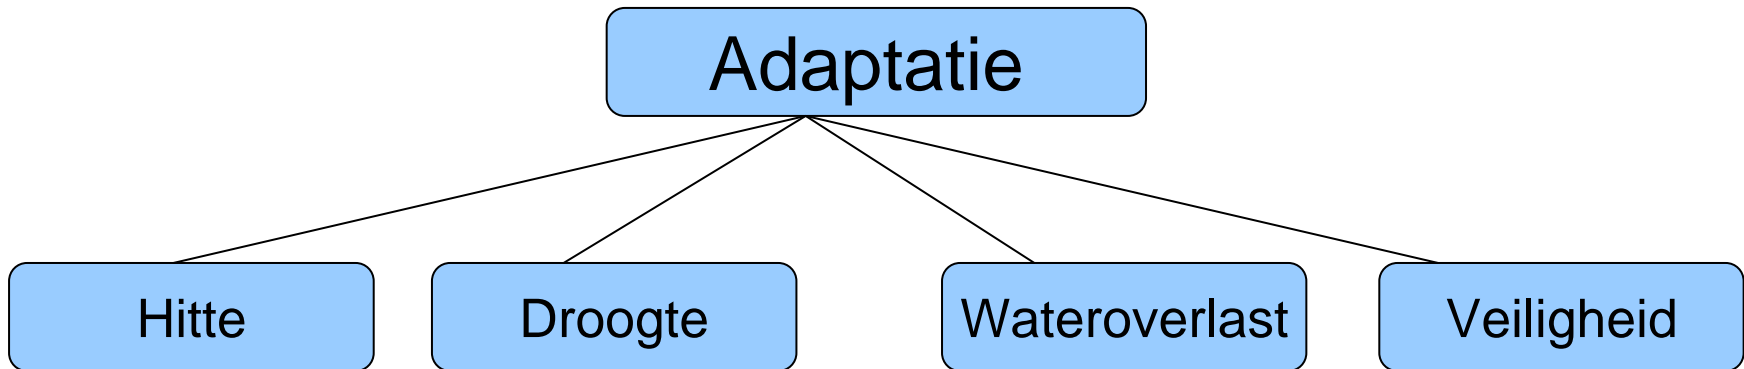 Adaptatie
Hitte
Droogte
Wateroverlast
Veiligheid